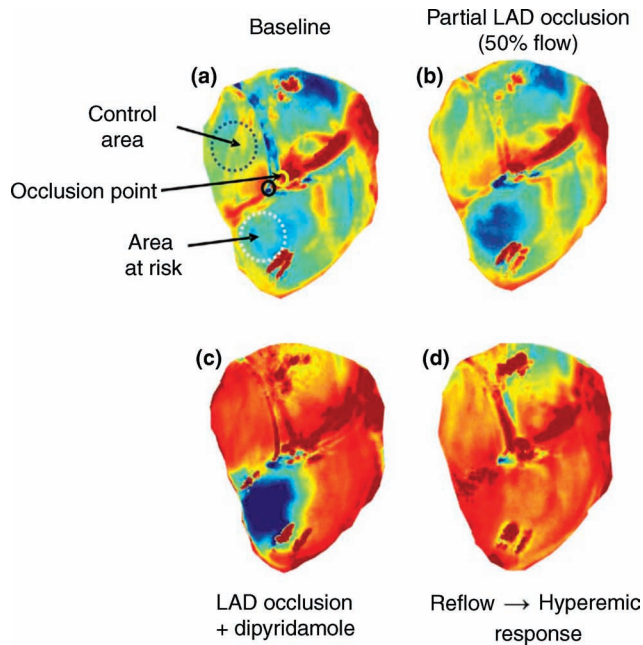 Baseline
Partial LAD occlusion
(50% flow)
(a)
(b)
Control
area
Occlusion point
Area
at risk
(c)
(d)
LAD occlusion
+ dipyridamole
Reflow → Hyperemic
response